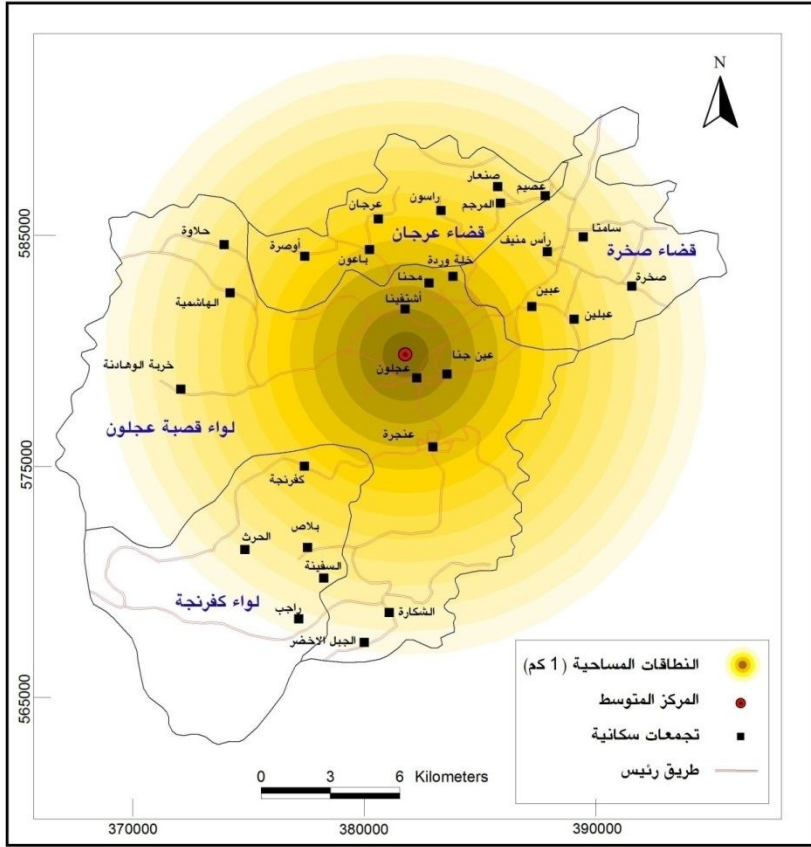 N
صنعار
عصيم
المرجم
راسون
عرجان
سامتا
قضاء عرجان
رأس منيف
قضاء صخرة
حلاوة
أوصرة
باعون
خلة وردة
محنا
صخرة
الهاشمية
أشتفينا
عبين
عبلين
عين جنا
خربة الوهادنة
عجلون
لواء قصبة عجلون
عنجرة
كفرنجة
الحرث
بلاص
السفينة
لواء كفرنجة
راجب
الشكارة
الجبل الاخضر
النطاقات المساحية (1 كم)
المركز المتوسط
تجمعات سكانية
طريق رئيس
0 3 6 Kilometers
585000
575000
565000
370000 380000 390000